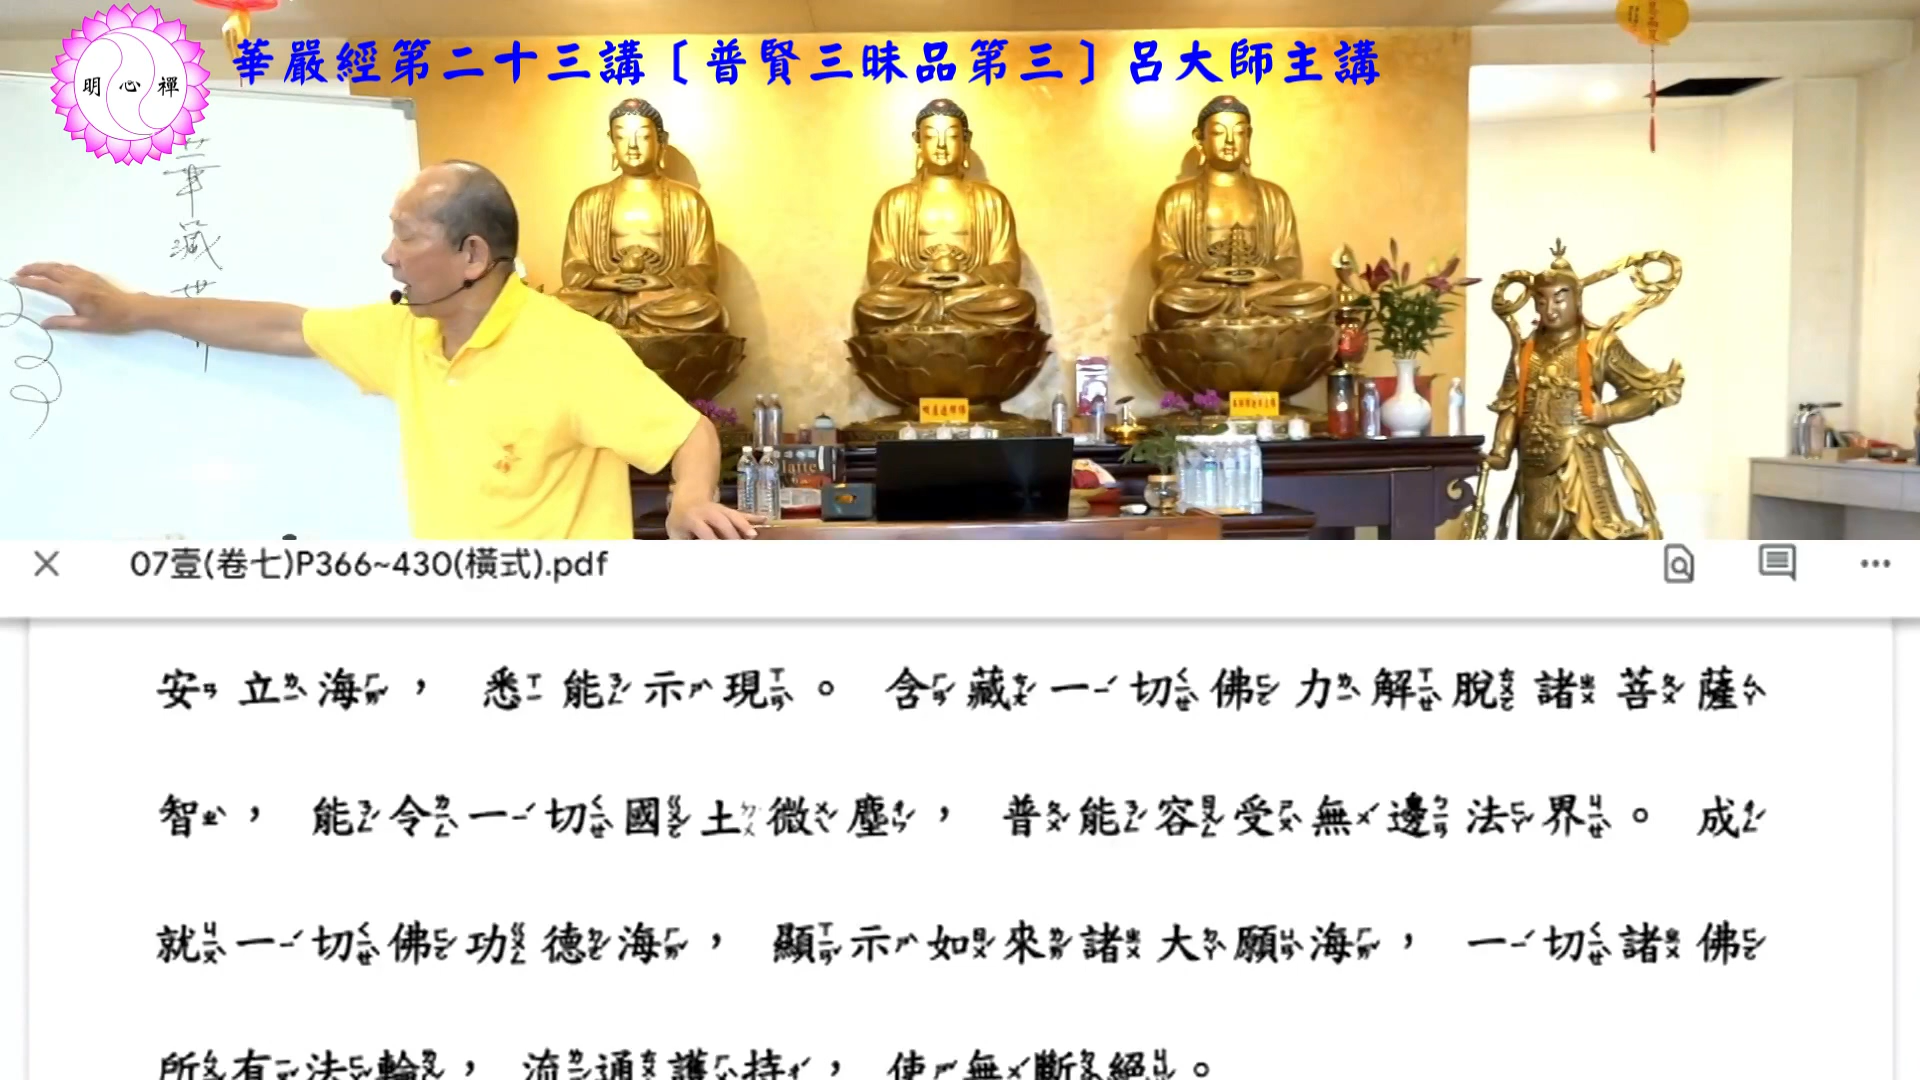 華嚴經第二十三講〔普賢三昧品第三〕呂大師主講
明心禪
華藏世
latte
07壹(卷七)P366~430(橫式).pdf
安立海，悉能示現。含藏一切佛力解脫諸菩薩
智，能令一切國土微塵，普能容受無邊法界。成
就一切佛功德海，顯示如來諸大願海，一切諸佛
所有法輪，流通護持，使無斷絕。